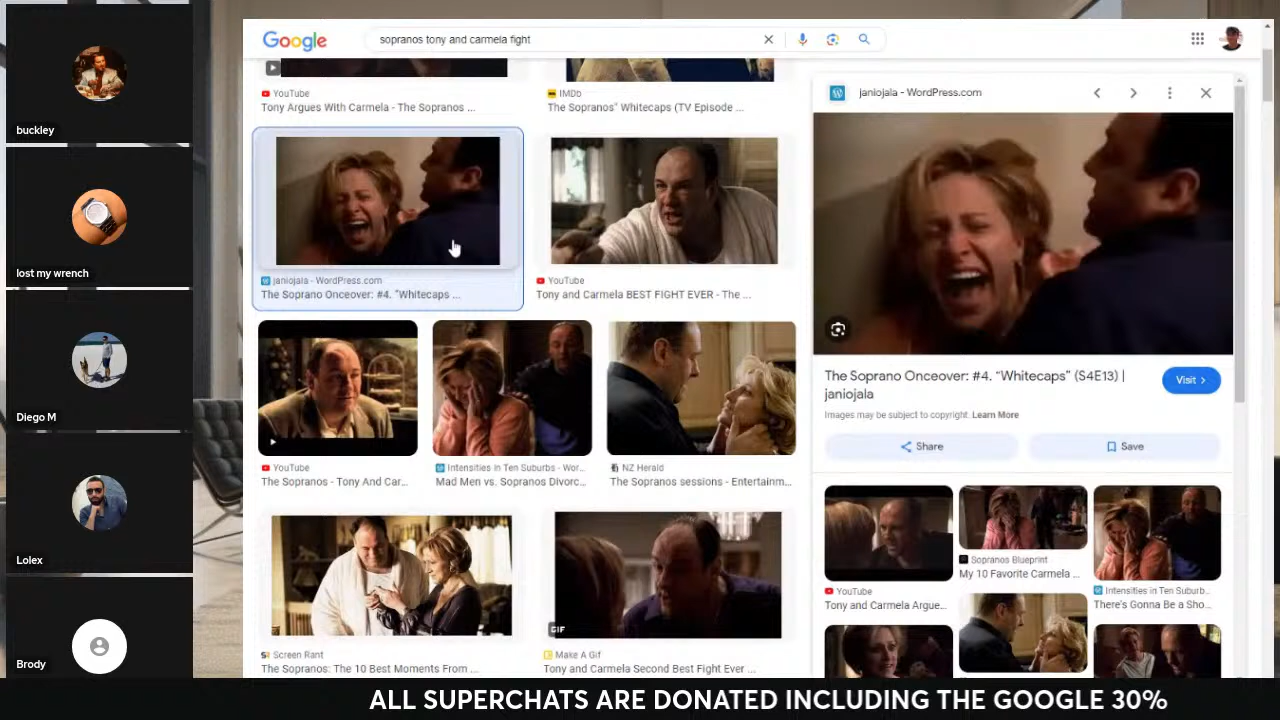 buckley
lost my wrench
Diego M
Lolex
Brody
Google
sopranos tony and carmela fight
YouTube
Tony Argues With Carmela - The Sopranos ...
IMDb
The Sopranos" Whitecaps (TV Episode ...
janiojala - WordPress.com
The Soprano Onceover: #4. "Whitecaps ...
YouTube
Tony and Carmela BEST FIGHT EVER - The ...
YouTube
The Sopranos - Tony And Car...
Intensities in Ten Suburbs - Wor...
Mad Men vs. Sopranos Divorc...
NZ Herald
The Sopranos sessions - Entertainm...
Screen Rant
The Sopranos: The 10 Best Moments From ...
GIF
Make A Gif
Tony and Carmela Second Best Fight Ever ...
janiojala - WordPress.com
The Soprano Onceover: #4. "Whitecaps" (S4E13) |
janiojala
Visit
Images may be subject to copyright. Learn More
Share
Save
YouTube
Tony and Carmela Argue...
Sopranos Blueprint
My 10 Favorite Carmela ...
Intensities in Ten Suburb...
There's Gonna Be a Sho...
ALL SUPERCHATS ARE DONATED INCLUDING THE GOOGLE 30%